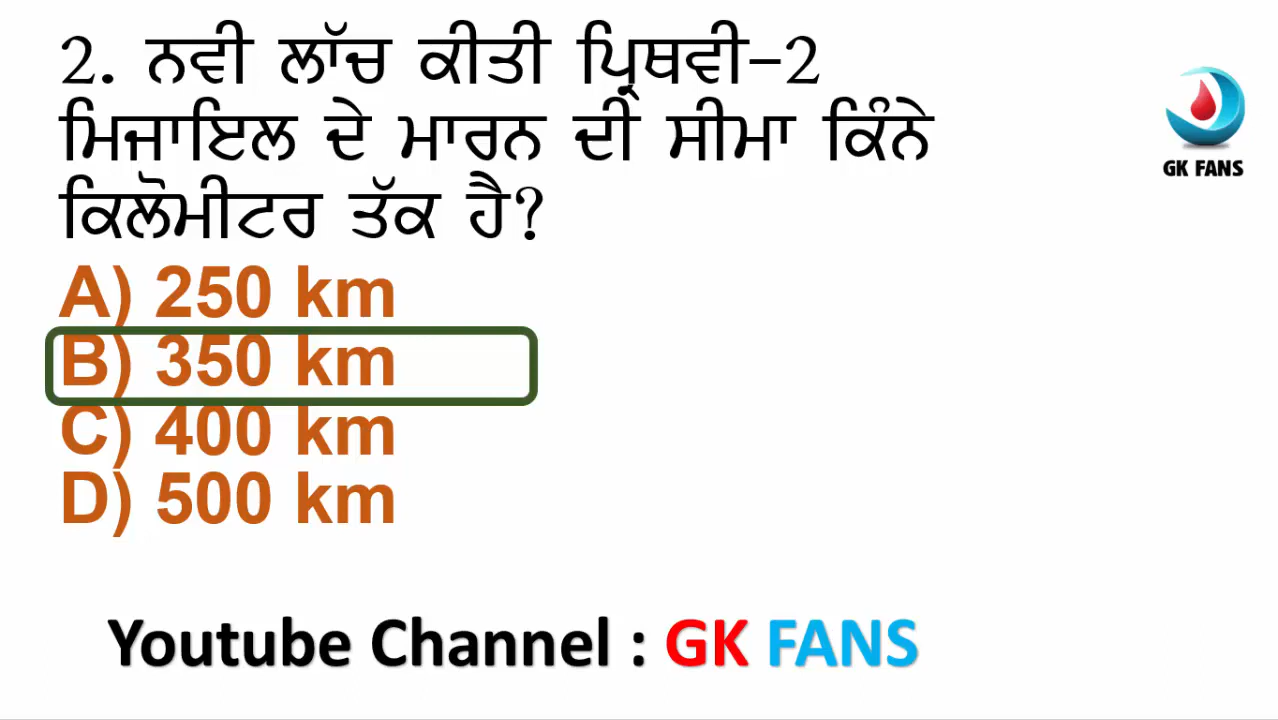 2. ਨਵੀ ਲਾੱਚ ਕੀਤੀ ਪ੍ਰਿਥਵੀ-2
ਮਿਜਾਇਲ ਦੇ ਮਾਰਨ ਦੀ ਸੀਮਾ ਕਿੰਨੇ
ਕਿਲੋਮੀਟਰ ਤੱਕ ਹੈ?
GK FANS
A) 250 km
B) 350 km
C) 400 km
D) 500 km
Youtube Channel : GK FANS